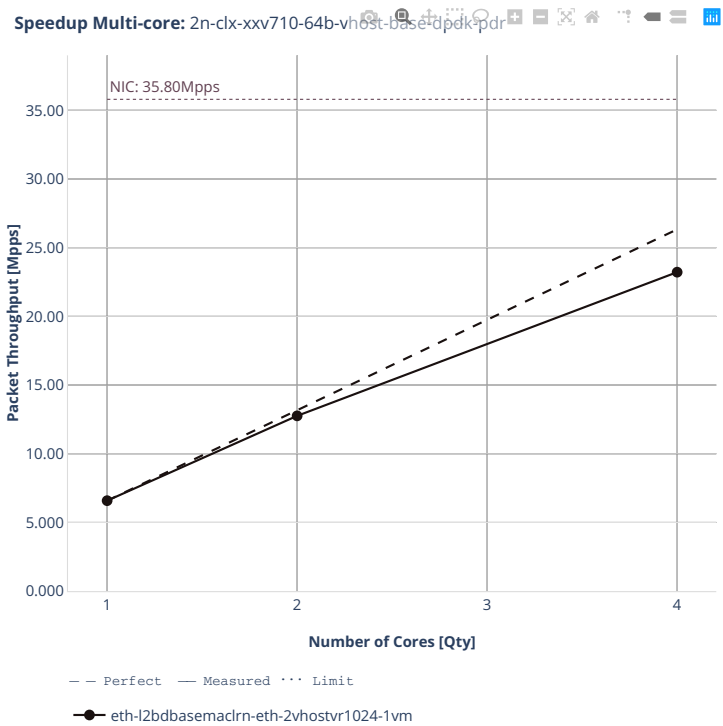 Speedup Multi-core: 2n-clx-xxv710-64b-vhost-base-dpdk-pdr
NIC: 35.80Mpps
35.00
30.00
25.00
20.00
15.00
10.00
5.000
0.000
Packet Throughput [Mpps]
1 2 3 4
Number of Cores [Qty]
Perfect Measured Limit
eth-l2bdbasemaclrn-eth-2vhostvr1024-1vm